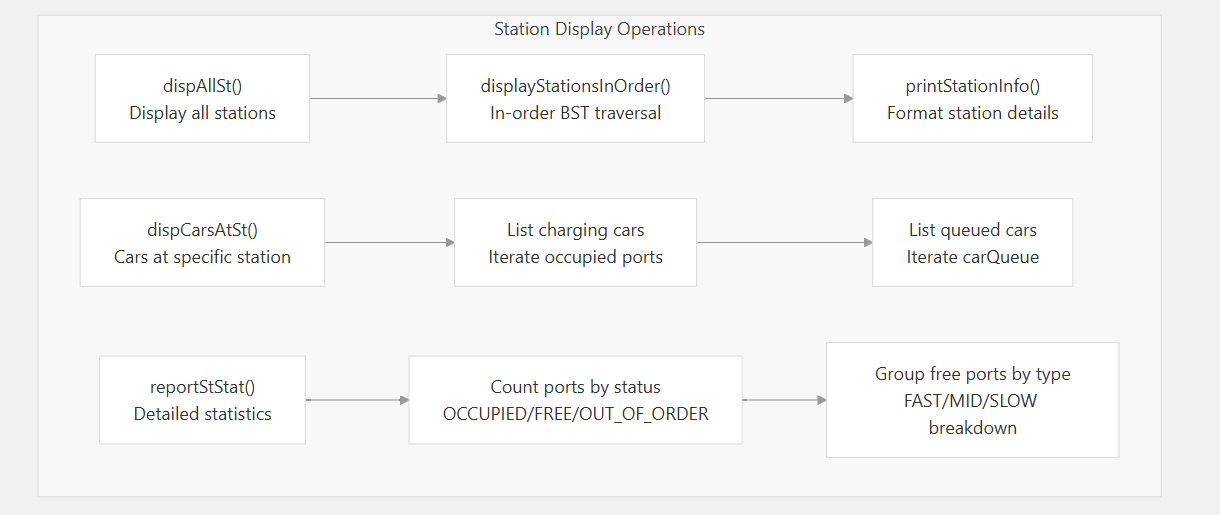 Station Display Operations
dispAllSt()
Display all stations
displayStationsInOrder()
In-order BST traversal
printStationInfo()
Format station details
dispCarsAtSt()
Cars at specific station
List charging cars
Iterate occupied ports
List queued cars
Iterate carQueue
reportStStat()
Detailed statistics
Count ports by status
OCCUPIED/FREE/OUT_OF_ORDER
Group free ports by type
FAST/MID/SLOW
breakdown